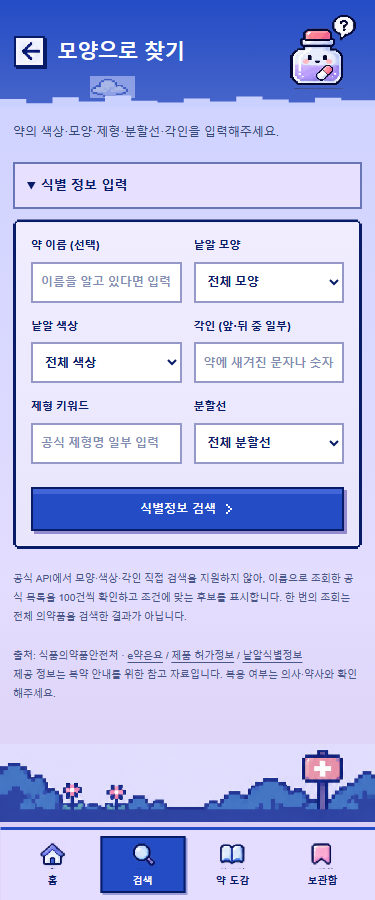 ?
모양으로 찾기
약의 색상·모양·제형·분할선·각인을 입력해주세요.
▼ 식별 정보 입력
약 이름 (선택) 낱알 모양
이름을 알고 있다면 입력 전체 모양
낱알 색상 각인 (앞·뒤 중 일부)
전체 색상 약에 새겨진 문자나 숫자
제형 키워드 분할선
공식 제형명 일부 입력 전체 분할선
식별정보 검색 >
공식 API에서 모양·색상·각인 직접 검색을 지원하지 않아, 이름으로 조회한 공
식 목록을 100건씩 확인하고 조건에 맞는 후보를 표시합니다. 한 번의 조회는
전체 의약품을 검색한 결과가 아닙니다.
출처: 식품의약품안전처 · e약은요 / 제품 허가정보 / 낱알식별정보
제공 정보는 복약 안내를 위한 참고 자료입니다. 복용 여부는 의사·약사와 확인
해주세요.
홈 검색 약 도감 보관함